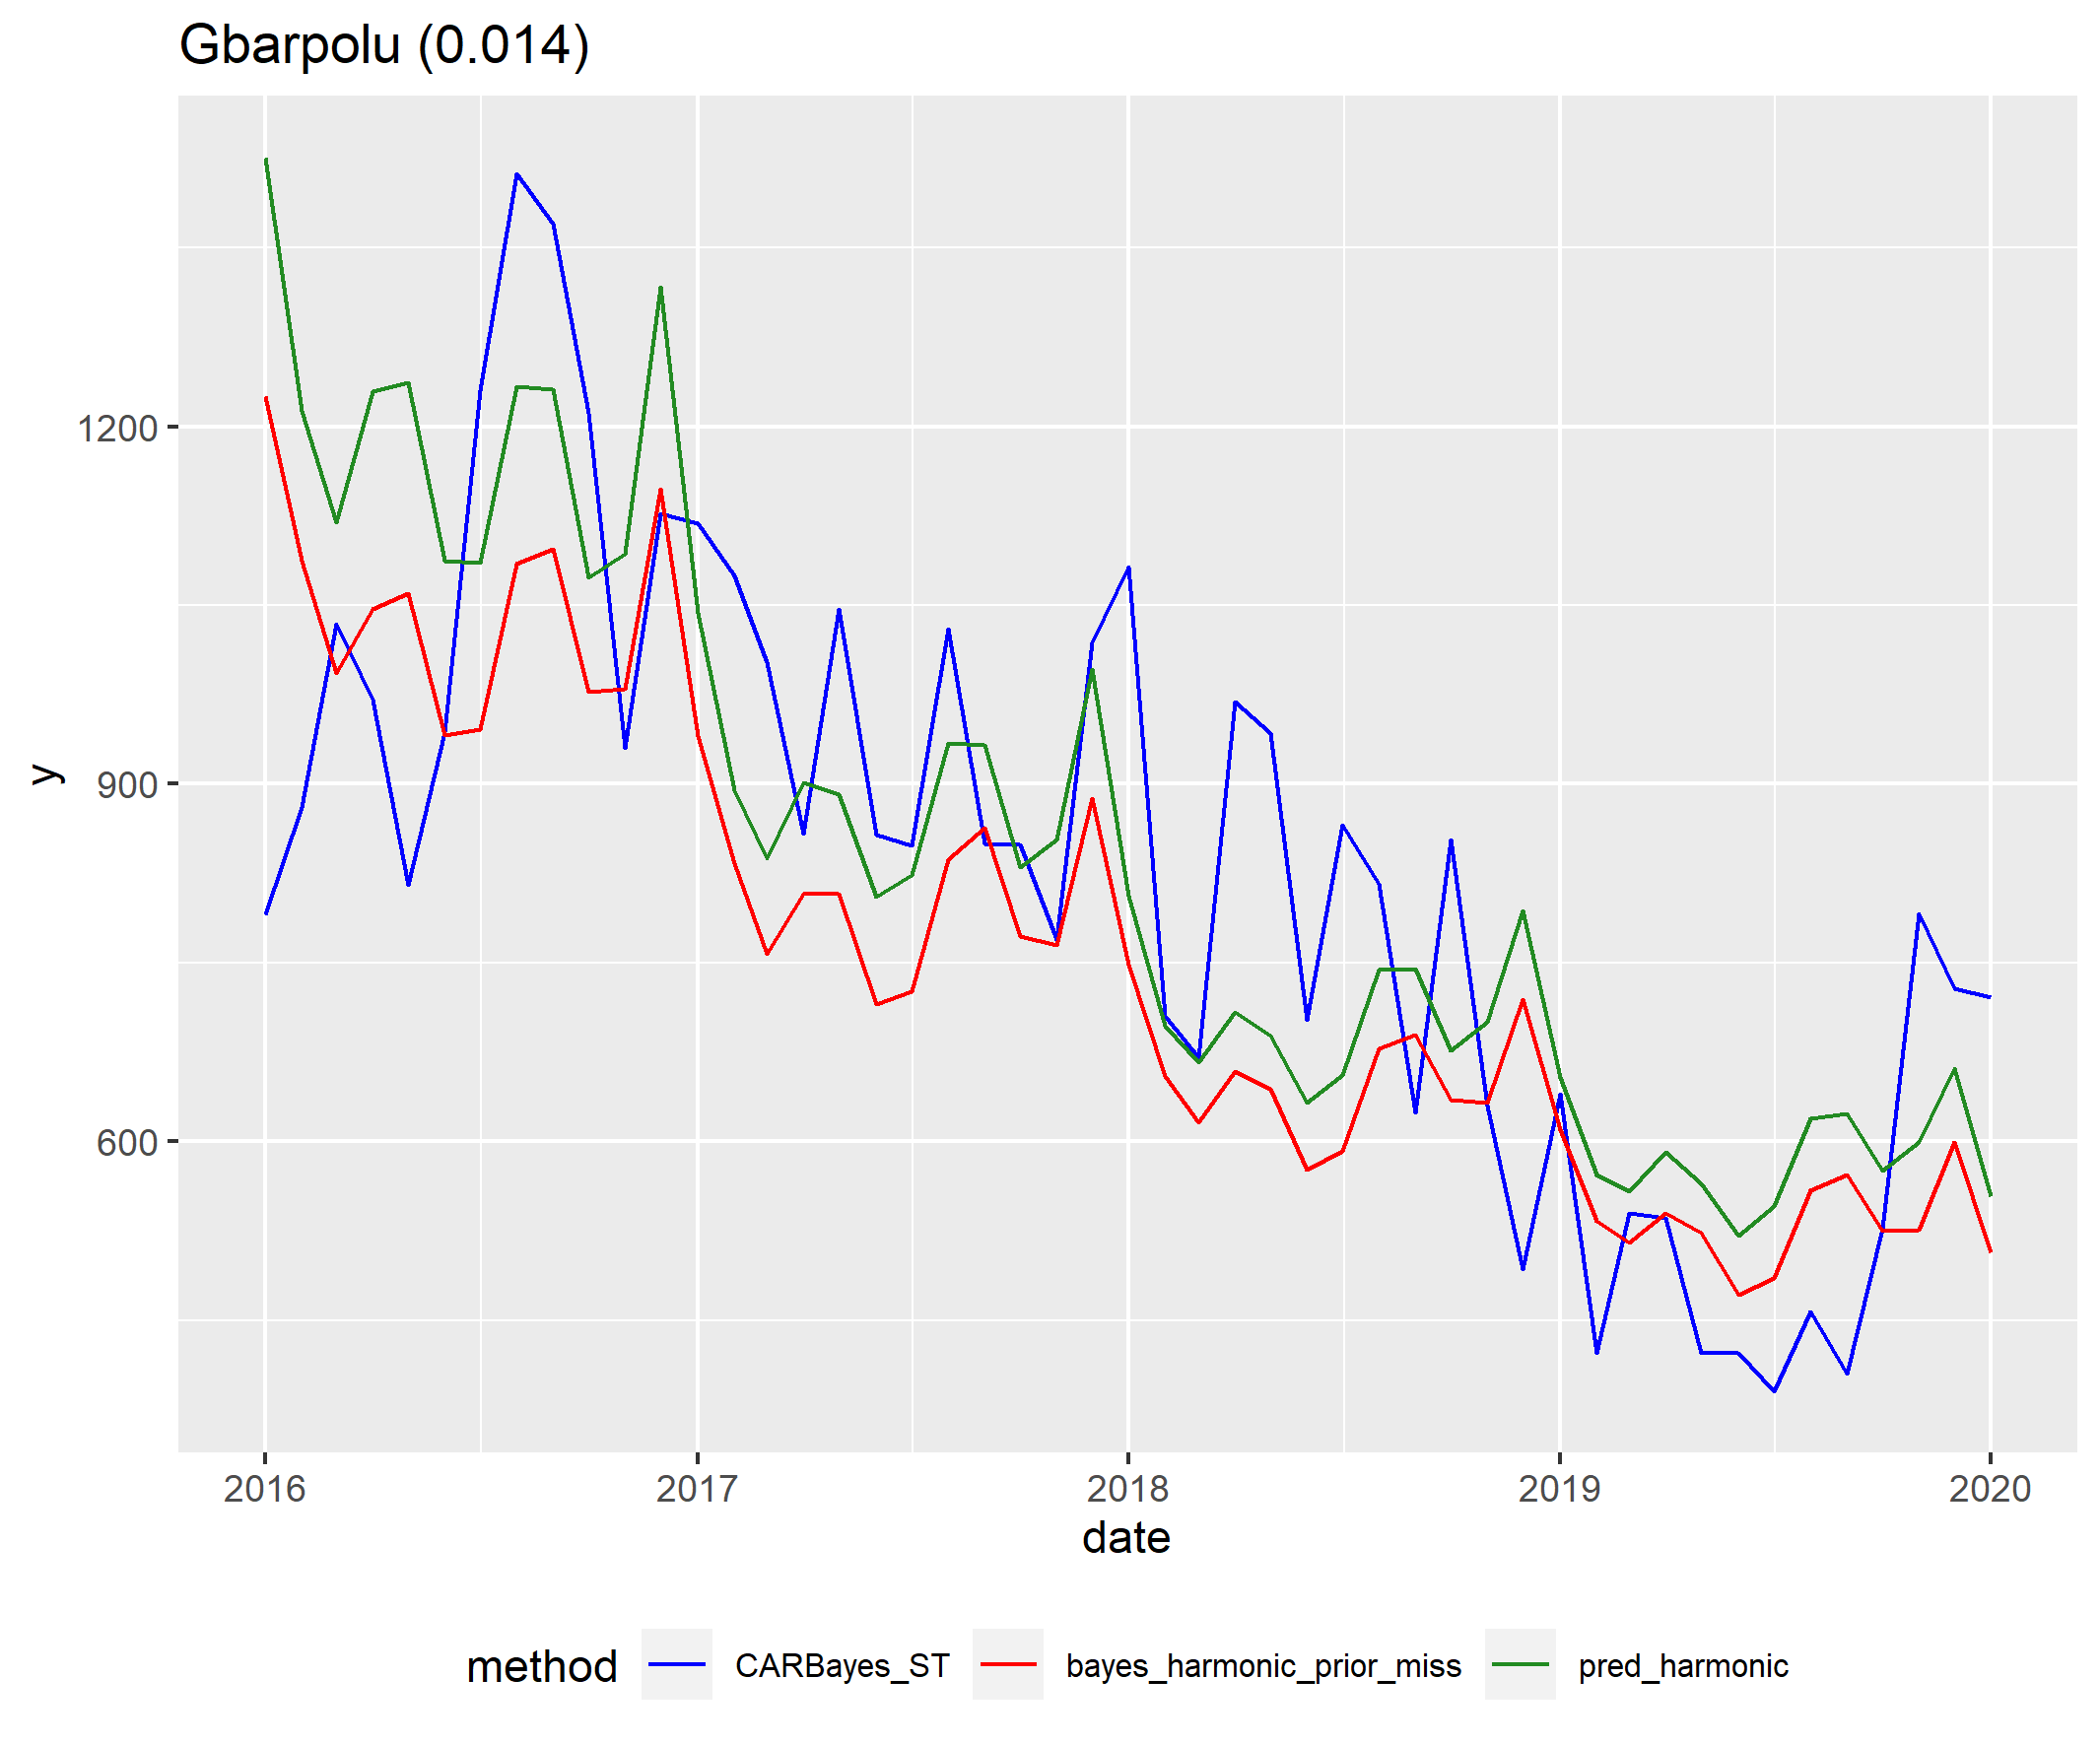 Gbarpolu (0.014)
1200
900
600
y
2016 2017 2018 2019 2020
date
method CARBayes_ST bayes_harmonic_prior_miss pred_harmonic